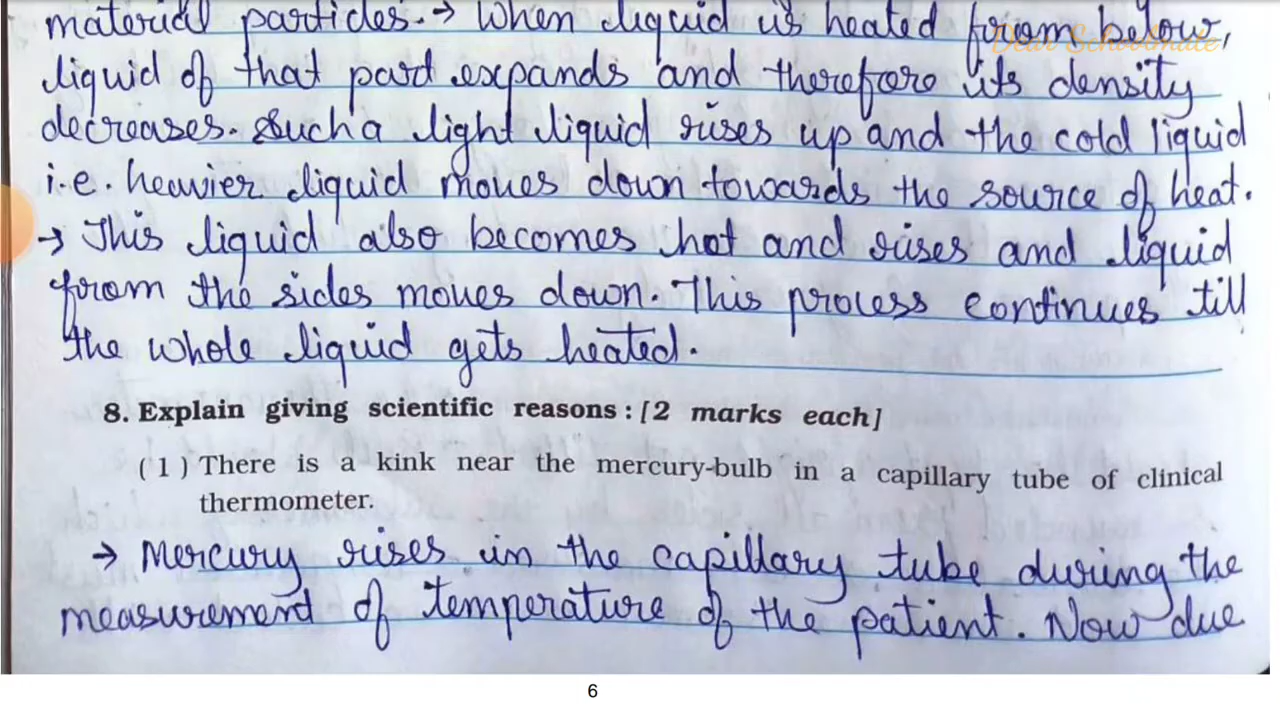 material particles. → When liquid is heated from below,
Dear Schoolmate
liquid of that part expands and therefore its density
decreases. Such a light liquid rises up and the cold liquid
i.e. heavier liquid moves down towards the source of heat.
→ This liquid also becomes hot and rises and liquid
from the sides moves down. This process continues till
the whole liquid gets heated.
8. Explain giving scientific reasons : [2 marks each]
(1) There is a kink near the mercury-bulb in a capillary tube of clinical
thermometer.
→ Mercury rises in the capillary tube during the
measurement of temperature of the patient. Now due
6